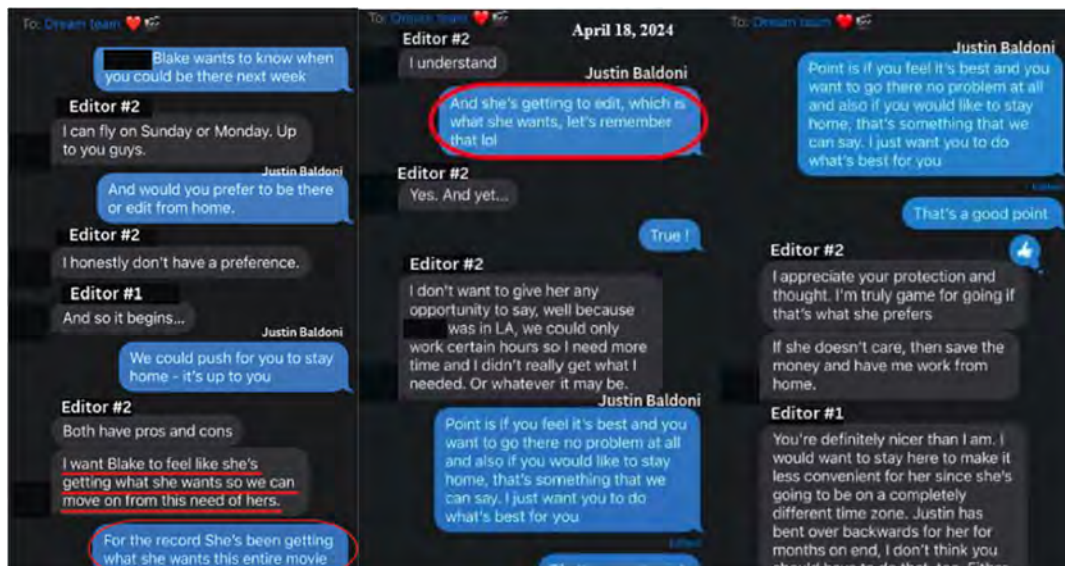 To: Dream team ❤️🎬
Blake wants to know when
you could be there next week
Editor #2
I can fly on Sunday or Monday. Up
to you guys.
Justin Baldoni
And would you prefer to be there
or edit from home.
Editor #2
I honestly don't have a preference.
Editor #1
And so it begins...
Justin Baldoni
We could push for you to stay
home - it's up to you
Editor #2
Both have pros and cons
I want Blake to feel like she's
getting what she wants so we can
move on from this need of hers.
For the record She's been getting
what she wants this entire movie
To: Dream team ❤️🎬
April 18, 2024
Editor #2
I understand
Justin Baldoni
And she's getting to edit, which is
what she wants, let's remember
that lol
Editor #2
Yes. And yet...
True !
Editor #2
I don't want to give her any
opportunity to say, well because
was in LA, we could only
work certain hours so I need more
time and I didn't really get what I
needed. Or whatever it may be.
Justin Baldoni
Point is if you feel it's best and you
want to go there no problem at all
and also if you would like to stay
home, that's something that we
can say. I just want you to do
what's best for you
Edited
To: Dream team ❤️🎬
Justin Baldoni
Point is if you feel it's best and you
want to go there no problem at all
and also if you would like to stay
home, that's something that we
can say. I just want you to do
what's best for you
Edited
That's a good point
Editor #2
I appreciate your protection and
thought. I'm truly game for going if
that's what she prefers
If she doesn't care, then save the
money and have me work from
home.
Editor #1
You're definitely nicer than I am. I
would want to stay here to make it
less convenient for her since she's
going to be on a completely
different time zone. Justin has
bent over backwards for her for
months on end, I don't think you
should have to do that, too.